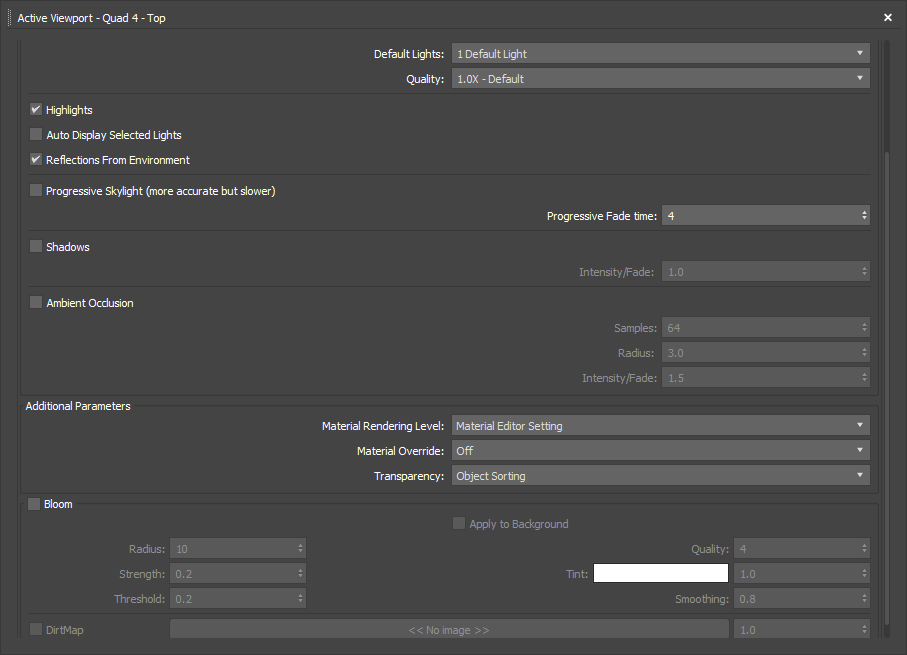 Active Viewport - Quad 4 - Top
Default Lights: 1 Default Light
Quality: 1.0X - Default
Highlights
Auto Display Selected Lights
Reflections From Environment
Progressive Skylight (more accurate but slower)
Progressive Fade time: 4
Shadows
Intensity/Fade: 1.0
Ambient Occlusion
Samples: 64
Radius: 3.0
Intensity/Fade: 1.5
Additional Parameters
Material Rendering Level: Material Editor Setting
Material Override: Off
Transparency: Object Sorting
Bloom
Apply to Background
Radius: 10 Quality: 4
Strength: 0.2 Tint: 1.0
Threshold: 0.2 Smoothing: 0.8
DirtMap << No image >> 1.0